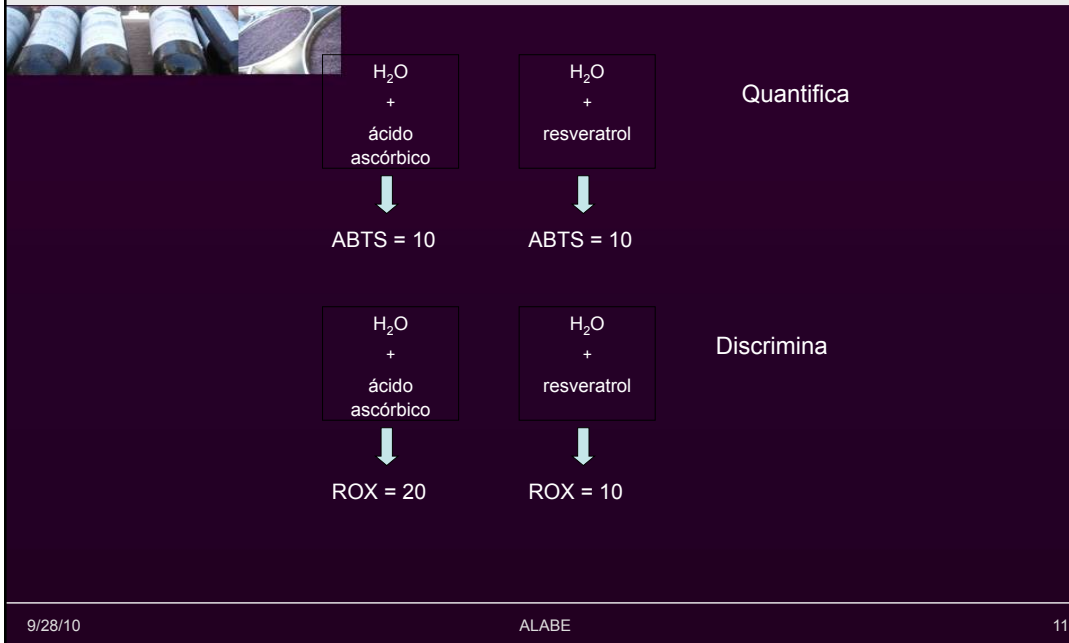 H₂O
+
ácido
ascórbico
H₂O
+
resveratrol
Quantifica
ABTS = 10
ABTS = 10
H₂O
+
ácido
ascórbico
H₂O
+
resveratrol
Discrimina
ROX = 20
ROX = 10
9/28/10
ALABE
11